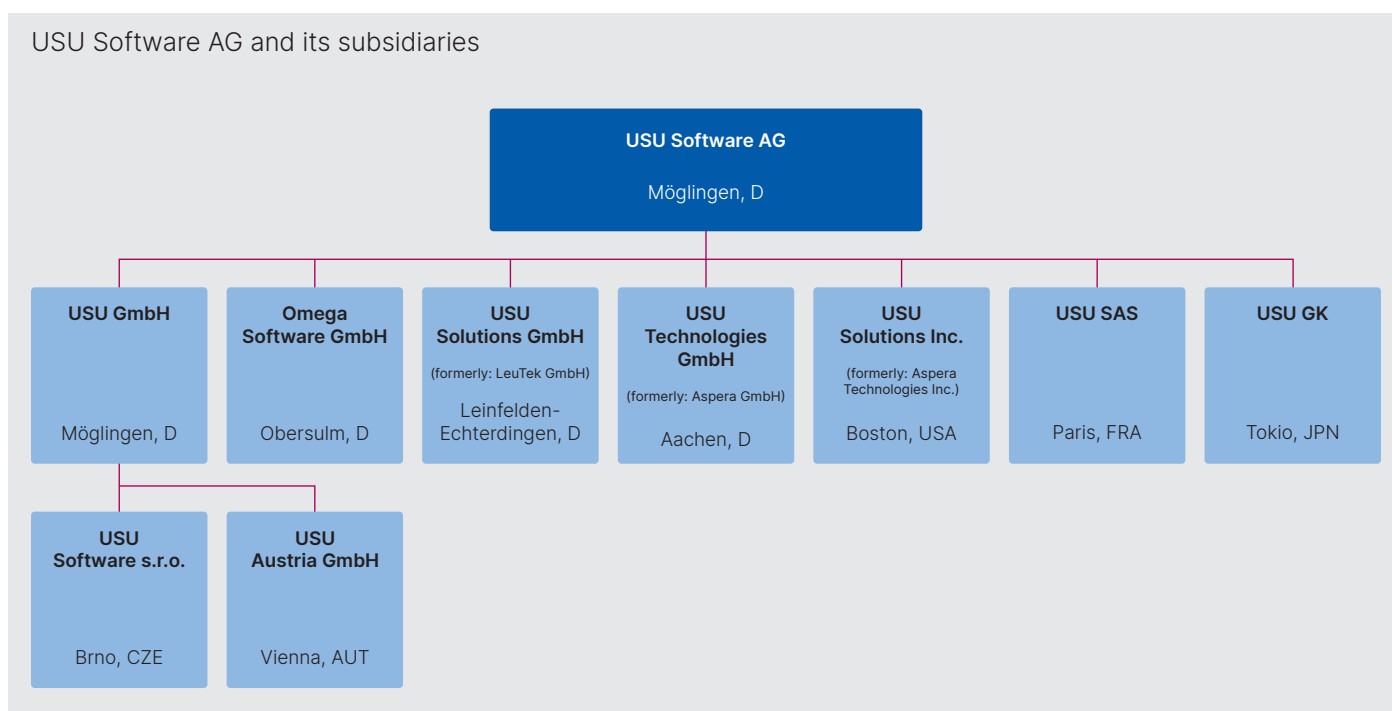 USU Software AG and its subsidiaries
USU Software AG
Möglingen, D
USU GmbH
Möglingen, D
Omega
Software GmbH
Obersulm, D
USU
Solutions GmbH
(formerly: LeuTek GmbH)
Leinfelden-
Echterdingen, D
USU
Technologies
GmbH
(formerly: Aspera GmbH)
Aachen, D
USU
Solutions Inc.
(formerly: Aspera
Technologies Inc.)
Boston, USA
USU SAS
Paris, FRA
USU GK
Tokio, JPN
USU
Software s.r.o.
Brno, CZE
USU
Austria GmbH
Vienna, AUT